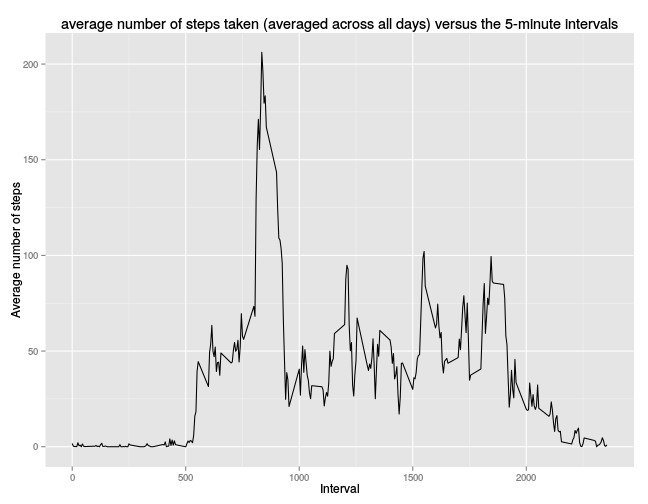 average number of steps taken (averaged across all days) versus the 5-minute intervals
200
150
100
50
0
Average number of steps
0 500 1000 1500 2000
Interval